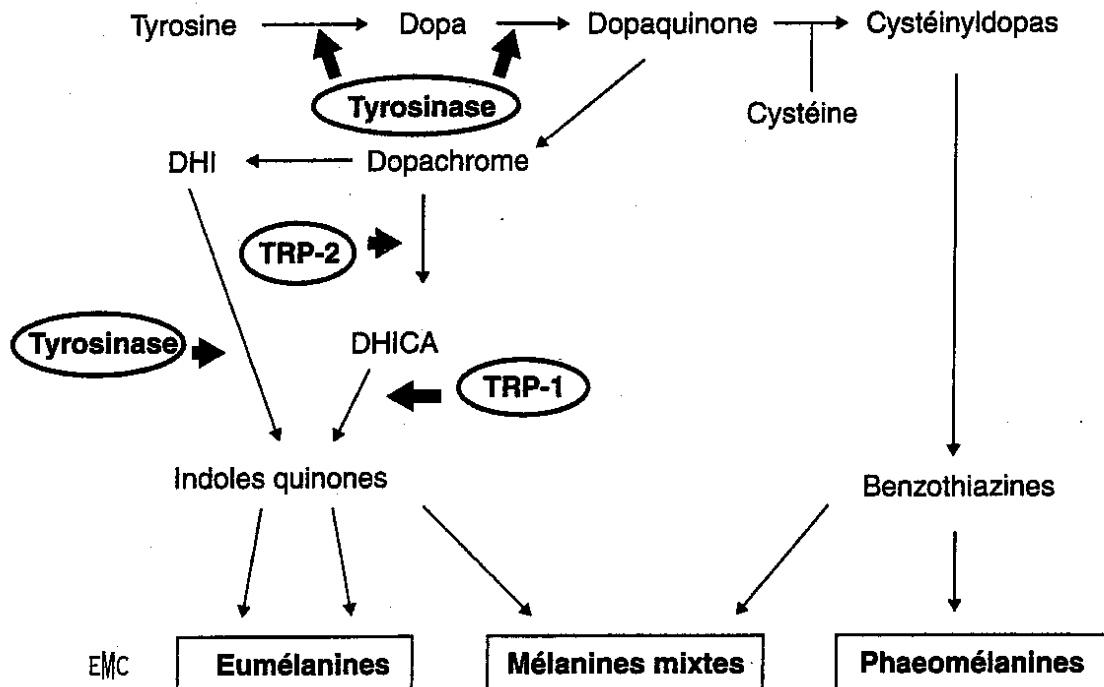 Tyrosine Dopa Dopaquinone Cystéinyldopas
Tyrosinase
Cystéine
DHI Dopachrome
TRP-2
Tyrosinase
DHICA
TRP-1
Indoles quinones
Benzothiazines
EMC
Eumélanines
Mélanines mixtes
Phaeomélanines